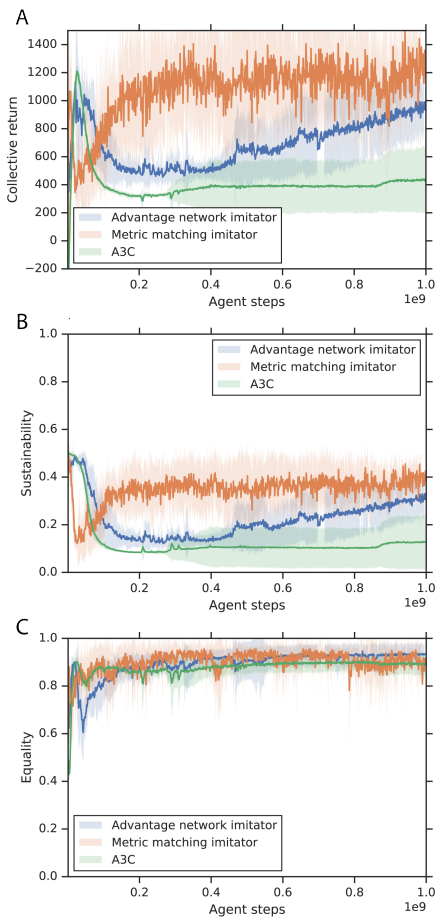 A
1400
1200
1000
800
600
400
200
0
−200
Collective return
Advantage network imitator
Metric matching imitator
A3C
0.2 0.4 0.6 0.8 1.0
Agent steps 1e9
B
1.0
0.8
0.6
0.4
0.2
0.0
Sustainability
Advantage network imitator
Metric matching imitator
A3C
0.2 0.4 0.6 0.8 1.0
Agent steps 1e9
C
1.0
0.8
0.6
0.4
0.2
0.0
Equality
Advantage network imitator
Metric matching imitator
A3C
0.2 0.4 0.6 0.8 1.0
Agent steps 1e9